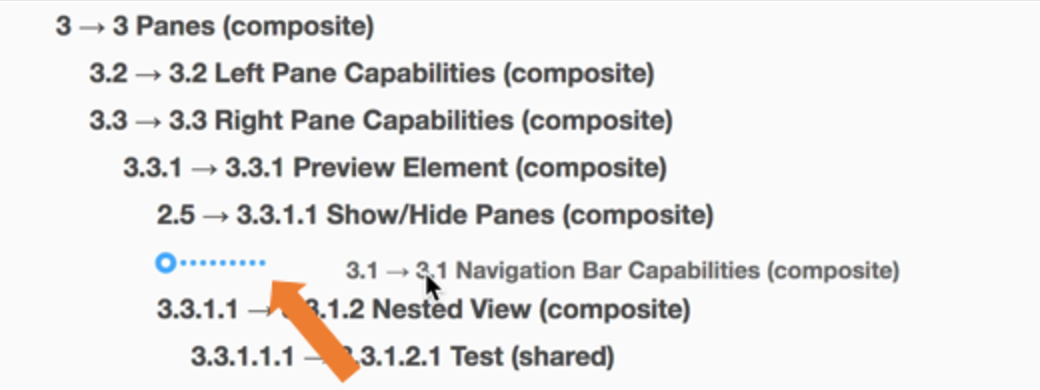 3 → 3 Panes (composite)
3.2 → 3.2 Left Pane Capabilities (composite)
3.3 → 3.3 Right Pane Capabilities (composite)
3.3.1 → 3.3.1 Preview Element (composite)
2.5 → 3.3.1.1 Show/Hide Panes (composite)
3.1 → 3.1 Navigation Bar Capabilities (composite)
3.3.1.1 → 3.3.1.2 Nested View (composite)
3.3.1.1.1 → 3.3.1.2.1 Test (shared)